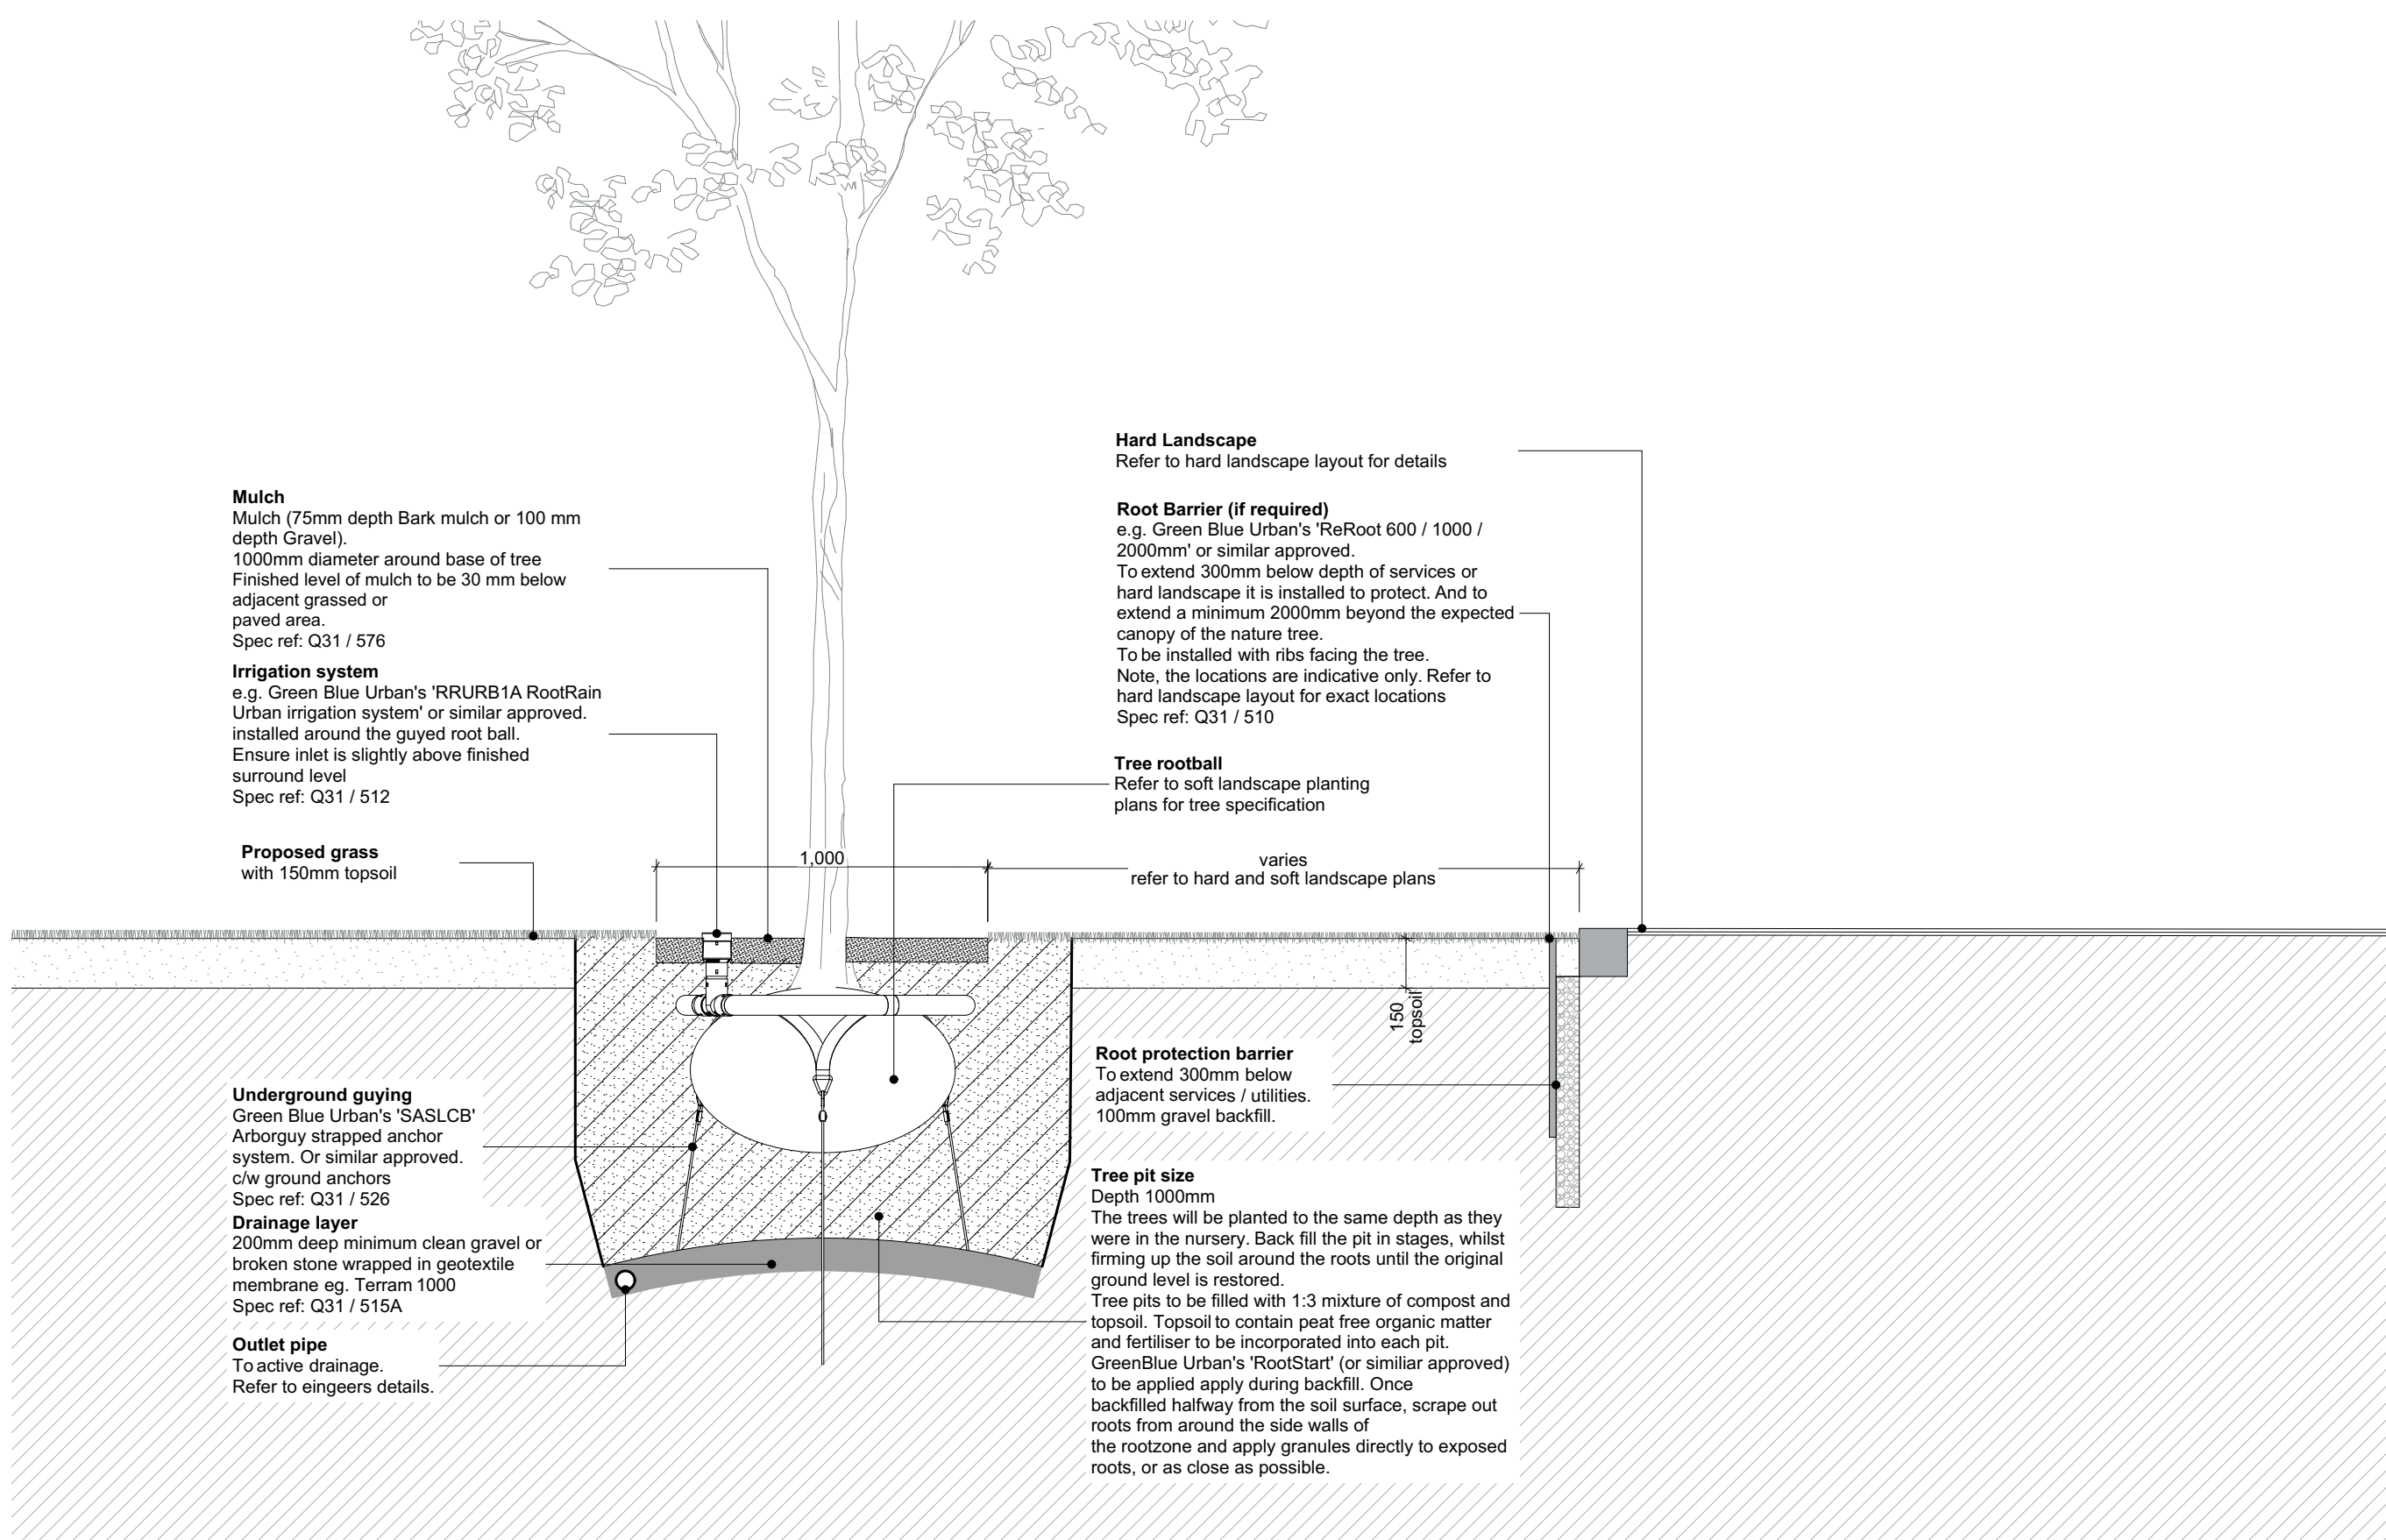 Mulch
Mulch (75mm depth Bark mulch or 100 mm
depth Gravel).
1000mm diameter around base of tree
Finished level of mulch to be 30 mm below
adjacent grassed or
paved area.
Spec ref: Q31 / 576
Irrigation system
e.g. Green Blue Urban's 'RRURB1A RootRain
Urban irrigation system' or similar approved.
installed around the guyed root ball.
Ensure inlet is slightly above finished
surround level
Spec ref: Q31 / 512
Proposed grass
with 150mm topsoil
Hard Landscape
Refer to hard landscape layout for details
Root Barrier (if required)
e.g. Green Blue Urban's 'ReRoot 600 / 1000 /
2000mm' or similar approved.
To extend 300mm below depth of services or
hard landscape it is installed to protect. And to
extend a minimum 2000mm beyond the expected
canopy of the nature tree.
To be installed with ribs facing the tree.
Note, the locations are indicative only. Refer to
hard landscape layout for exact locations
Spec ref: Q31 / 510
Tree rootball
Refer to soft landscape planting
plans for tree specification
1,000
varies
refer to hard and soft landscape plans
150
topsoil
Underground guying
Green Blue Urban's 'SASLCB'
Arborguy strapped anchor
system. Or similar approved.
c/w ground anchors
Spec ref: Q31 / 526
Drainage layer
200mm deep minimum clean gravel or
broken stone wrapped in geotextile
membrane eg. Terram 1000
Spec ref: Q31 / 515A
Outlet pipe
To active drainage.
Refer to eingeers details.
Root protection barrier
To extend 300mm below
adjacent services / utilities.
100mm gravel backfill.
Tree pit size
Depth 1000mm
The trees will be planted to the same depth as they
were in the nursery. Back fill the pit in stages, whilst
firming up the soil around the roots until the original
ground level is restored.
Tree pits to be filled with 1:3 mixture of compost and
topsoil. Topsoil to contain peat free organic matter
and fertiliser to be incorporated into each pit.
GreenBlue Urban's 'RootStart' (or similiar approved)
to be applied apply during backfill. Once
backfilled halfway from the soil surface, scrape out
roots from around the side walls of
the rootzone and apply granules directly to exposed
roots, or as close as possible.